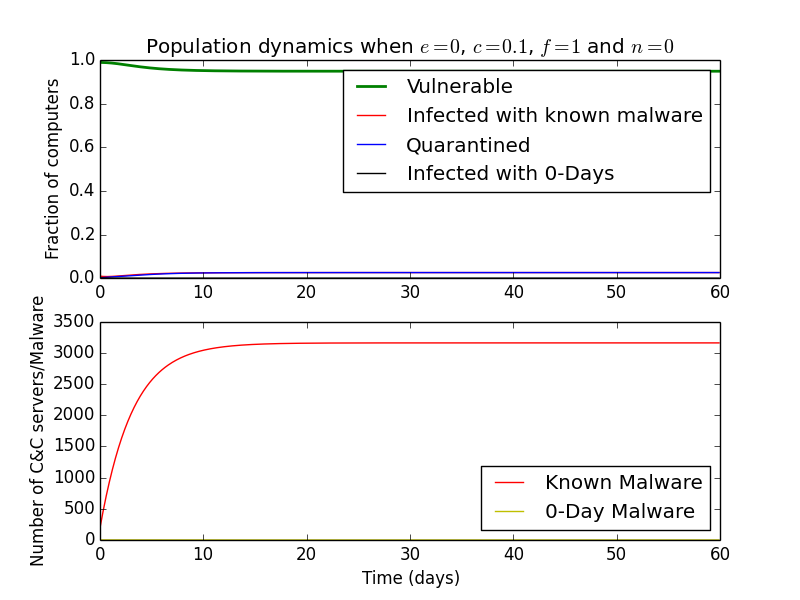 Population dynamics when e=0, c=0.1, f=1 and n=0
Fraction of computers
1.0
0.8
0.6
0.4
0.2
0.0
Vulnerable
Infected with known malware
Quarantined
Infected with 0-Days
0 10 20 30 40 50 60
Number of C&C servers/Malware
3500
3000
2500
2000
1500
1000
500
0
Known Malware
0-Day Malware
0 10 20 30 40 50 60
Time (days)